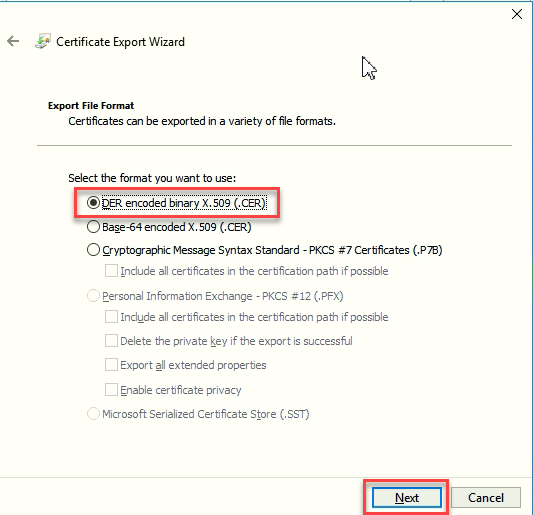 Certificate Export Wizard
Export File Format
Certificates can be exported in a variety of file formats.
Select the format you want to use:
DER encoded binary X.509 (.CER)
Base-64 encoded X.509 (.CER)
Cryptographic Message Syntax Standard - PKCS #7 Certificates (.P7B)
Include all certificates in the certification path if possible
Personal Information Exchange - PKCS #12 (.PFX)
Include all certificates in the certification path if possible
Delete the private key if the export is successful
Export all extended properties
Enable certificate privacy
Microsoft Serialized Certificate Store (.SST)
Next
Cancel